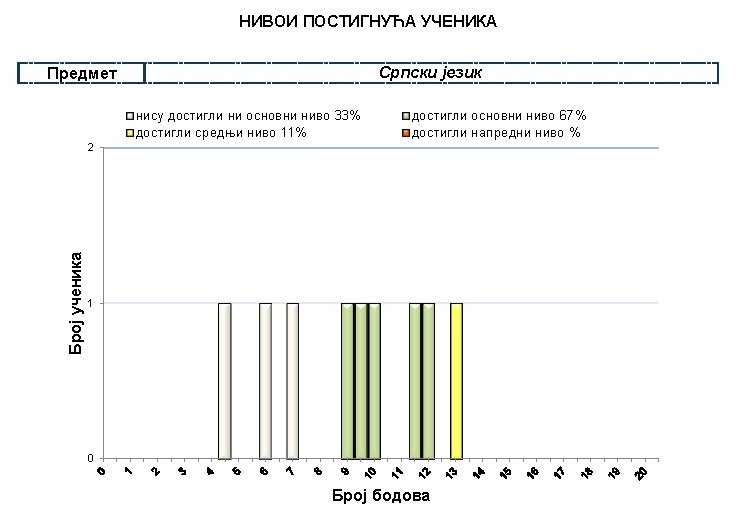 НИВОИ ПОСТИГНУЋА УЧЕНИКА
Предмет Српски језик
нису достигли ни основни ниво 33% достигли основни ниво 67%
достигли средњи ниво 11% достигли напредни ниво %
2
1
0
Број ученика
0 1 2 3 4 5 6 7 8 9 10 11 12 13 14 15 16 17 18 19 20
Број бодова